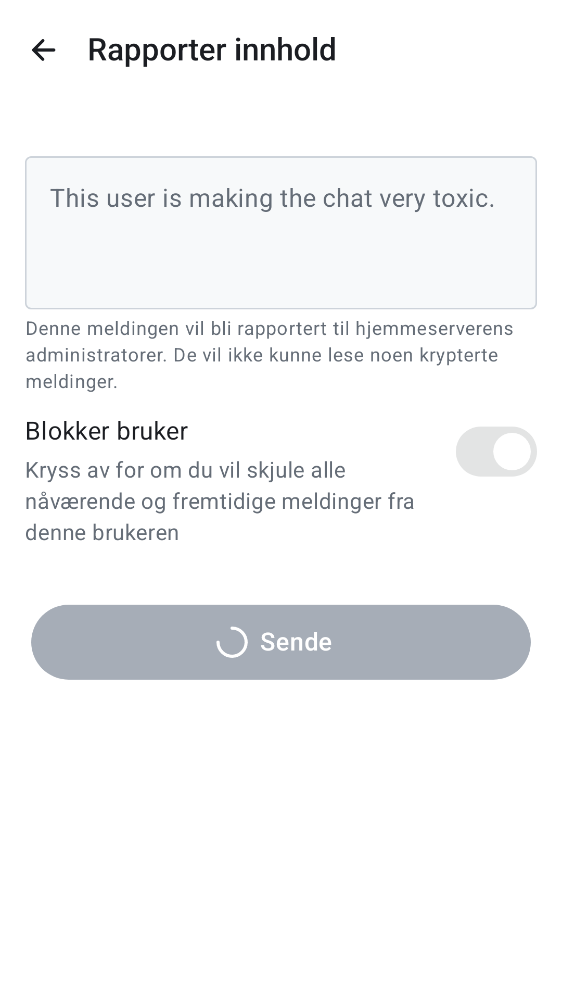 Rapporter innhold
This user is making the chat very toxic.
Denne meldingen vil bli rapportert til hjemmeserverens
administratorer. De vil ikke kunne lese noen krypterte
meldinger.
Blokker bruker
Kryss av for om du vil skjule alle
nåværende og fremtidige meldinger fra
denne brukeren
Sende